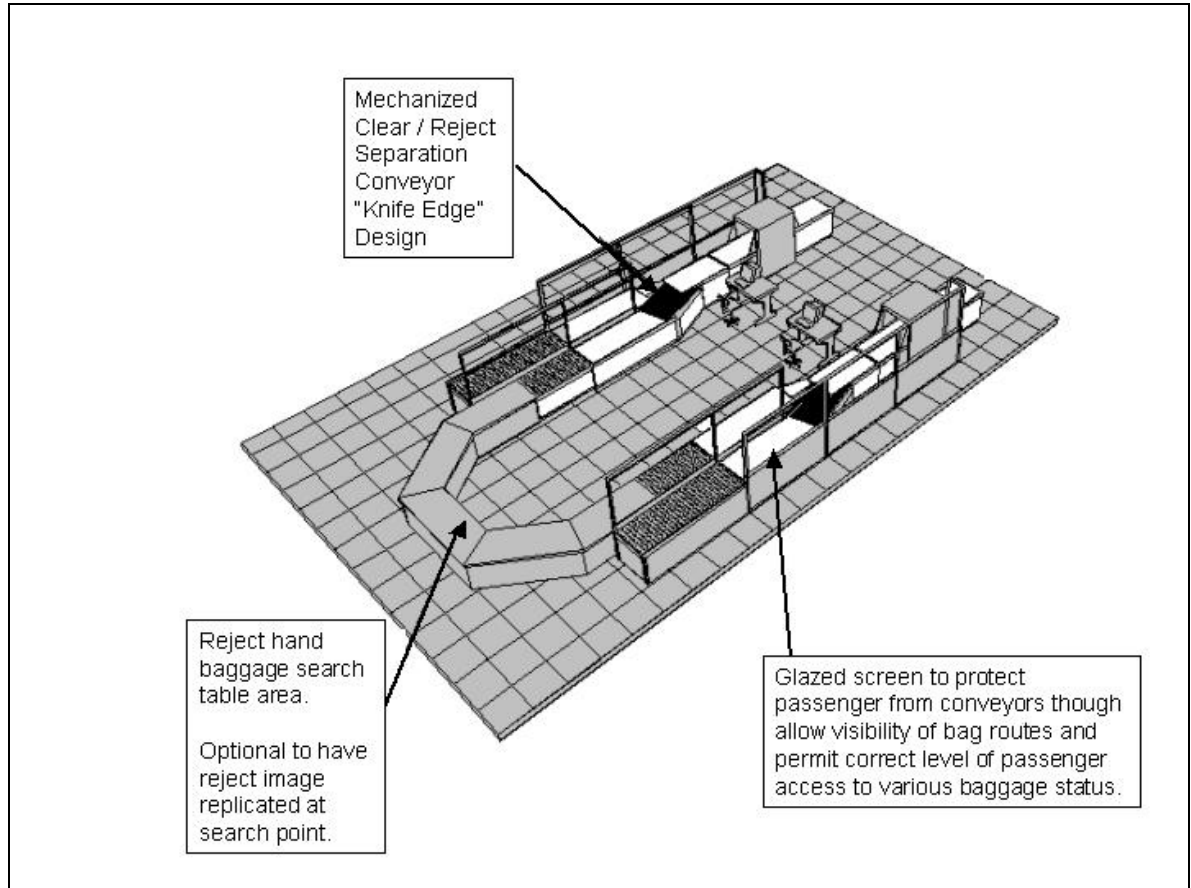 Mechanized
Clear / Reject
Separation
Conveyor
"Knife Edge"
Design
Reject hand
baggage search
table area.
Optional to have
reject image
replicated at
search point.
Glazed screen to protect
passenger from conveyors though
allow visibility of bag routes and
permit correct level of passenger
access to various baggage status.